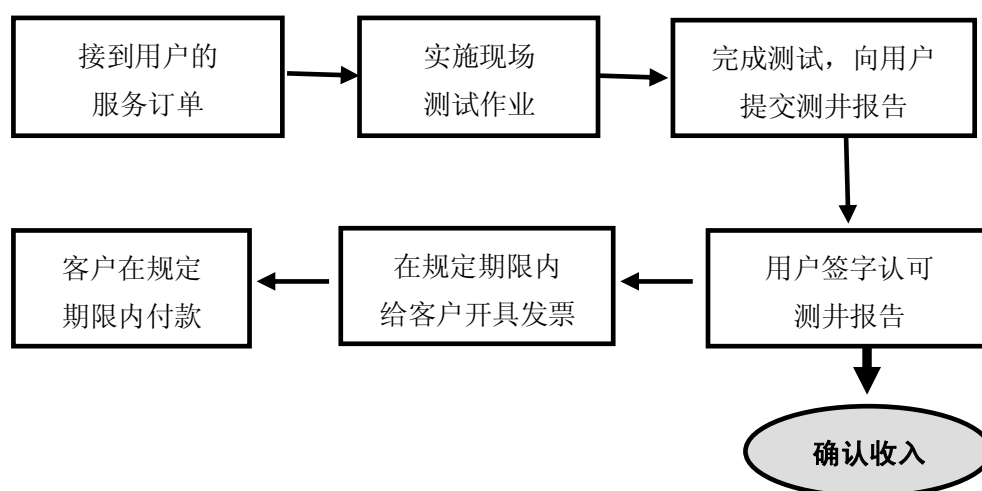 接到用户的
服务订单
实施现场
测试作业
完成测试，向用户
提交测井报告
用户签字认可
测井报告
在规定期限内
给客户开具发票
客户在规定
期限内付款
确认收入